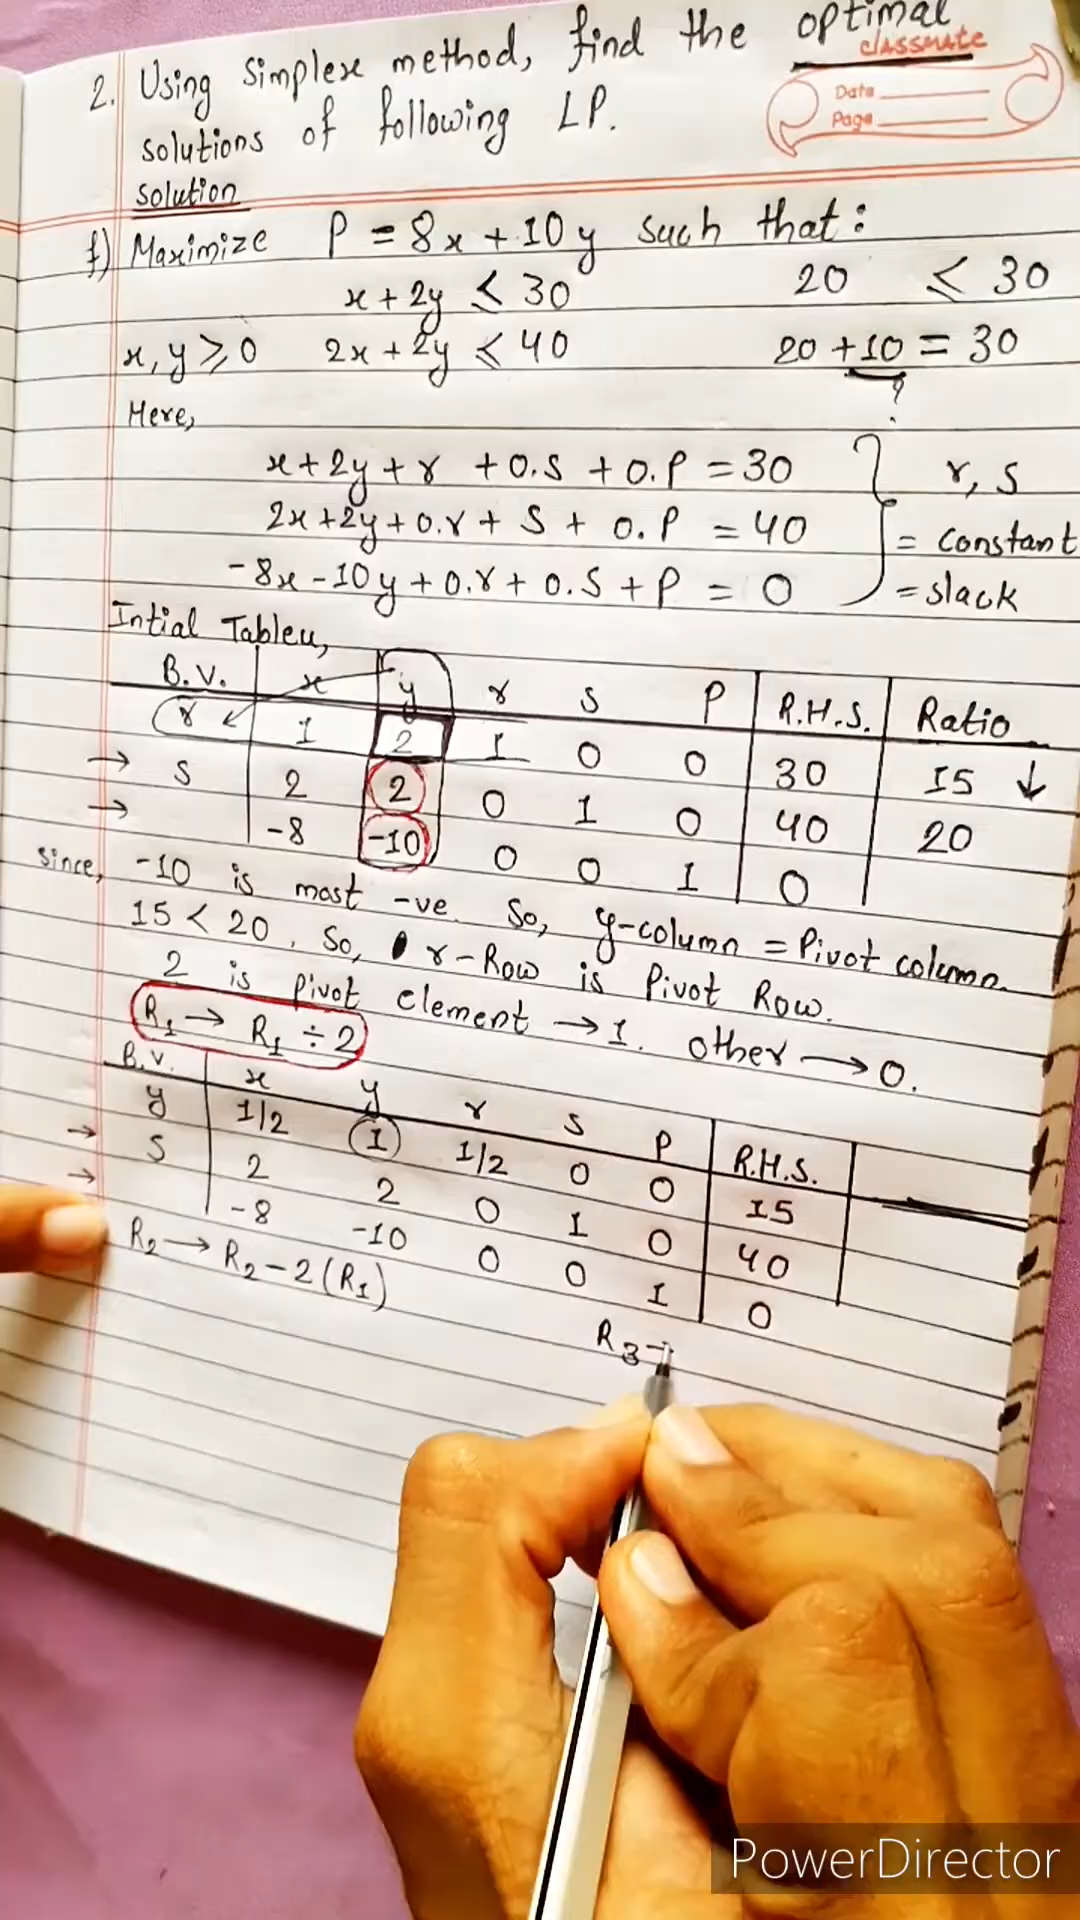 2. Using Simplex method, find the optimal
classmate
Date
Page
solutions of following LP.
solution
f) Maximize P = 8x + 10y such that:
x + 2y ≤ 30 20 ≤ 30
x, y ≥ 0 2x + 2y ≤ 40 20 + 10 = 30
?
Here,
x + 2y + r + 0.s + 0.P = 30 r, s
2x + 2y + 0.r + s + 0.P = 40 = constant
-8x - 10y + 0.r + 0.s + P = 0 = slack
Intial Tableu,
B.V. x y r s P R.H.S. Ratio
r 1 2 1 0 0 30 15 ↓
→ s 2 2 0 1 0 40 20
→ -8 -10 0 0 1 0
Since, -10 is most -ve. So, y-column = Pivot column.
15 < 20, So, r-Row is Pivot Row.
2 is pivot element → 1. other → 0.
R1 → R1 ÷ 2
B.V. x y r s P R.H.S.
y 1/2 1 1/2 0 0 15
→ s 2 2 0 1 0 40
→ -8 -10 0 0 1 0
R2 → R2 - 2(R1) R3 -
PowerDirector